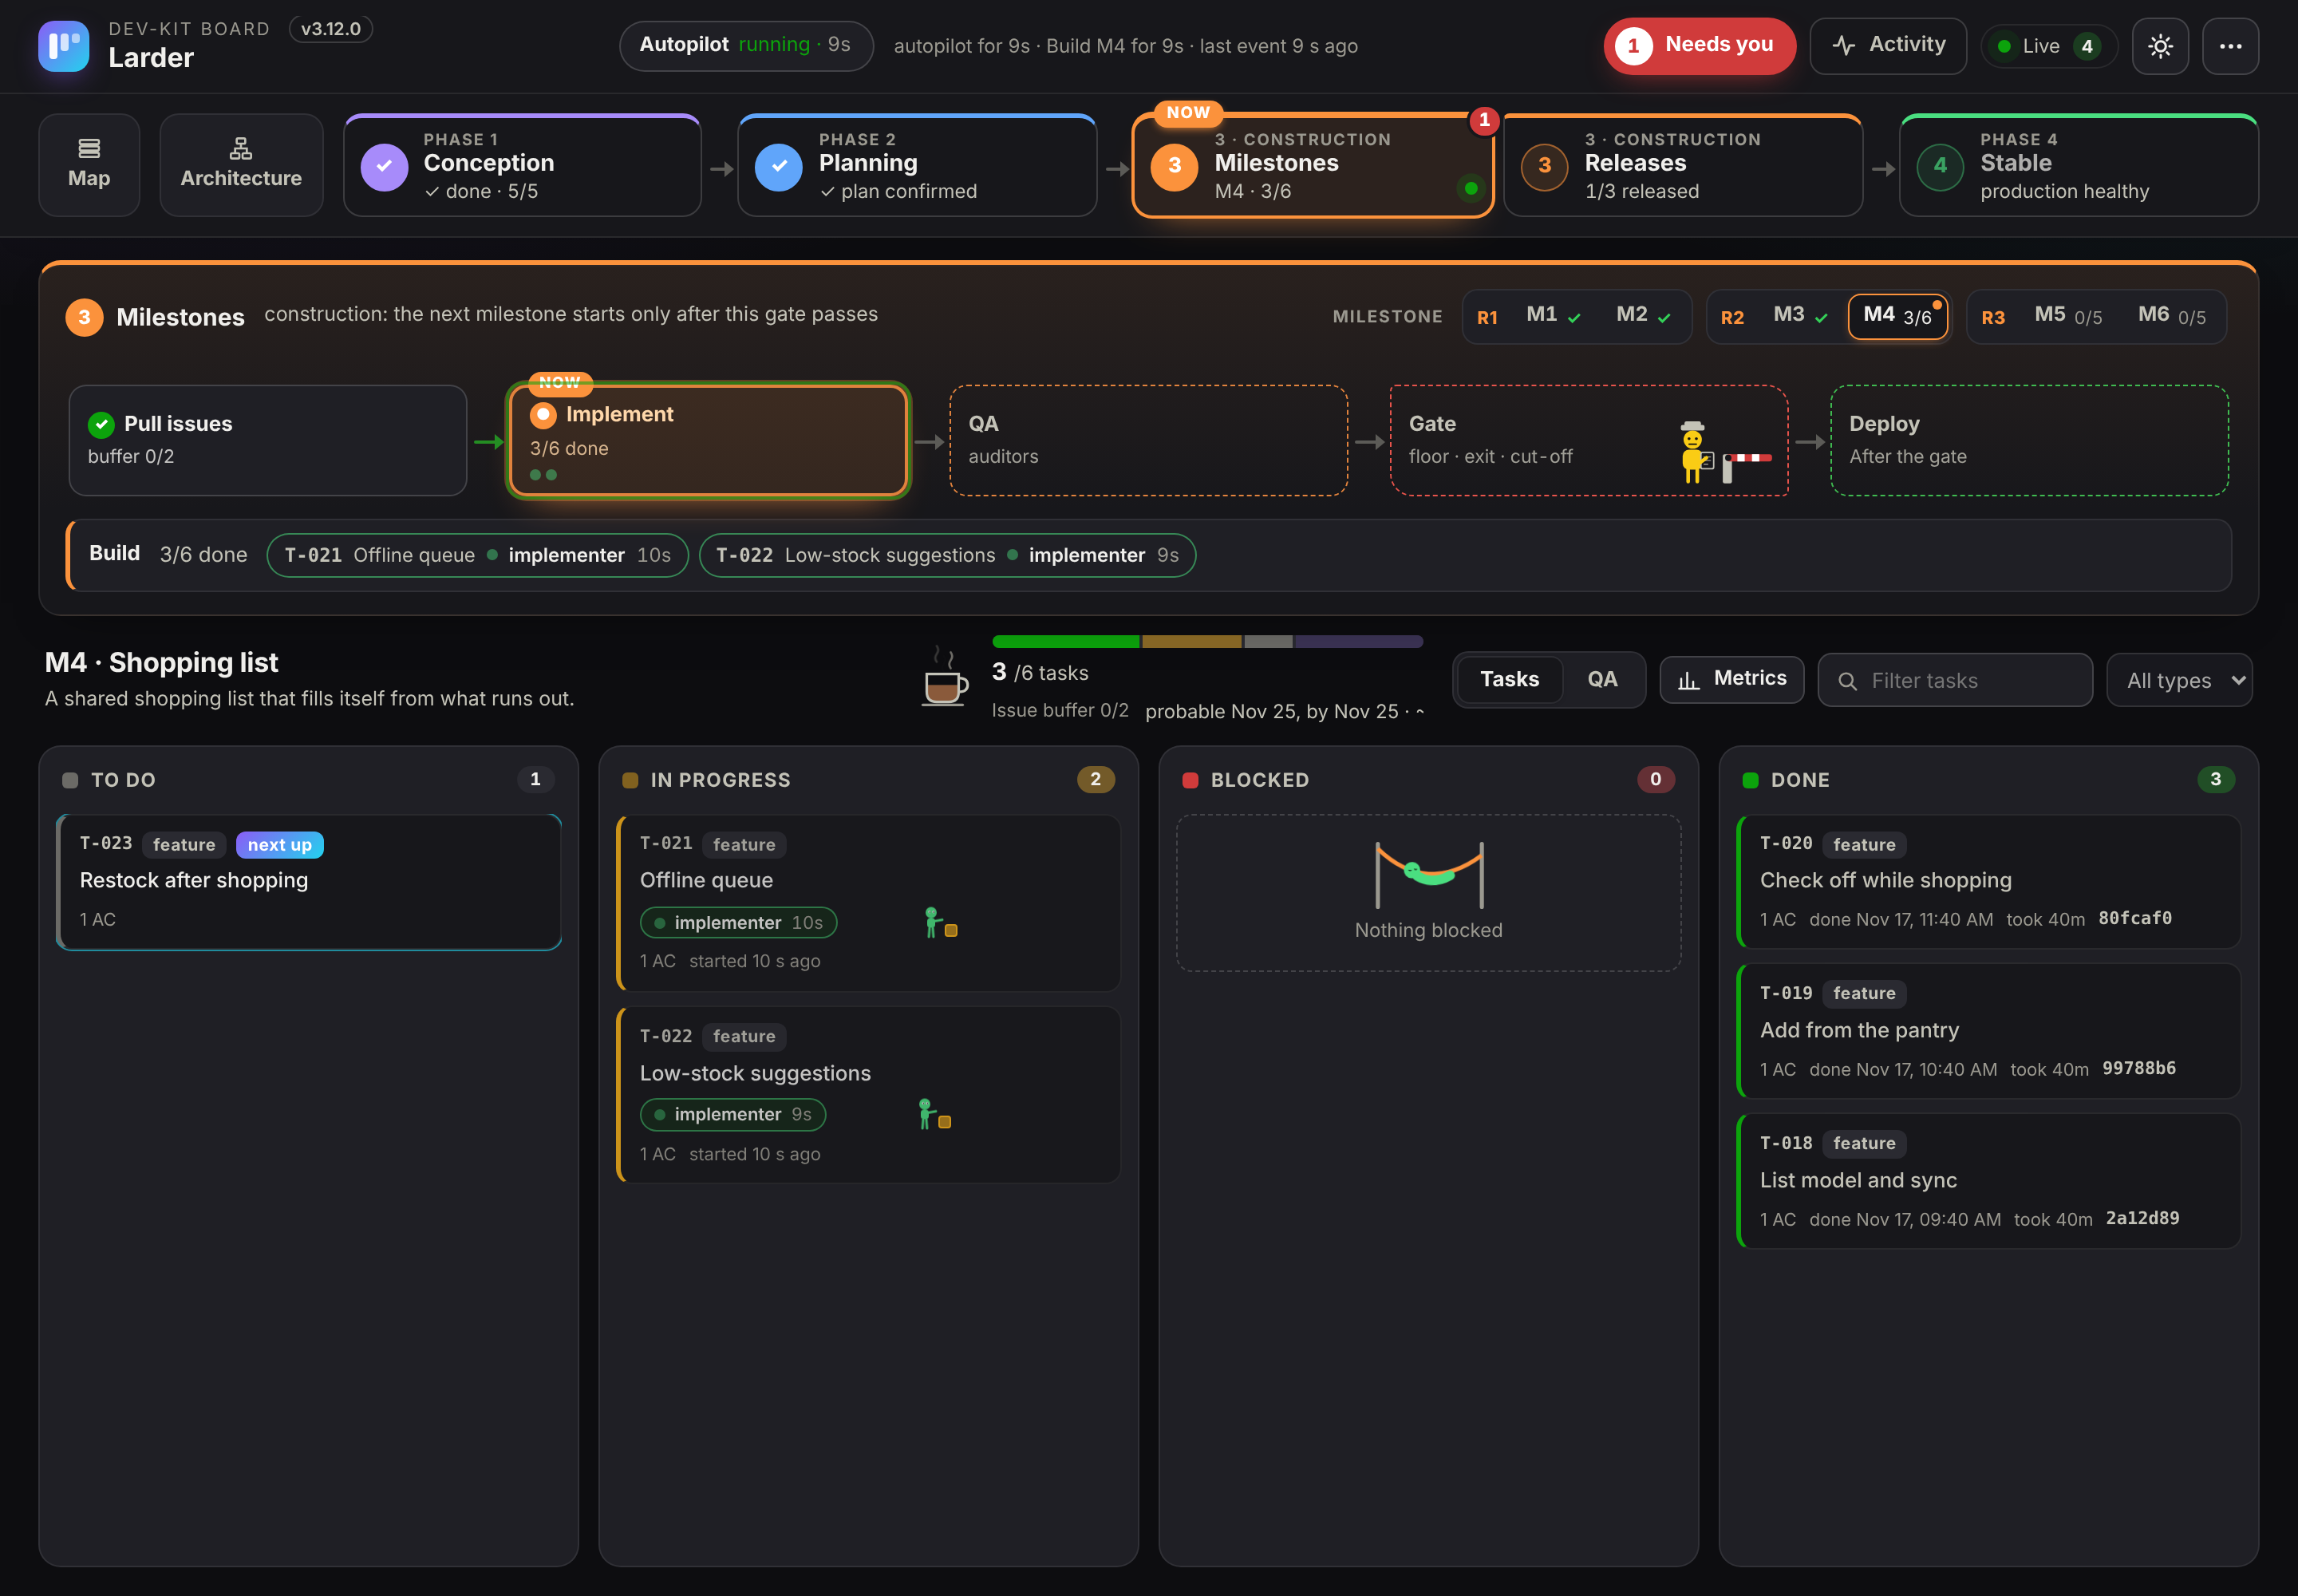 DEV-KIT BOARD v3.12.0
Larder
Autopilot running · 9s
autopilot for 9s · Build M4 for 9s · last event 9 s ago
1 Needs you
Activity
Live 4
Map
Architecture
PHASE 1
Conception
✓ done · 5/5
PHASE 2
Planning
✓ plan confirmed
NOW
1
3
3 · CONSTRUCTION
Milestones
M4 · 3/6
3
3 · CONSTRUCTION
Releases
1/3 released
4
PHASE 4
Stable
production healthy
3 Milestones construction: the next milestone starts only after this gate passes
MILESTONE R1 M1 ✓ M2 ✓ R2 M3 ✓ M4 3/6 R3 M5 0/5 M6 0/5
Pull issues
buffer 0/2
NOW
Implement
3/6 done
QA
auditors
Gate
floor · exit · cut-off
Deploy
After the gate
Build 3/6 done T-021 Offline queue implementer 10s T-022 Low-stock suggestions implementer 9s
M4 · Shopping list
A shared shopping list that fills itself from what runs out.
3 /6 tasks
Issue buffer 0/2 probable Nov 25, by Nov 25 ·
Tasks QA
Metrics
Filter tasks
All types
TO DO 1
T-023 feature next up
Restock after shopping
1 AC
IN PROGRESS 2
T-021 feature
Offline queue
implementer 10s
1 AC started 10 s ago
T-022 feature
Low-stock suggestions
implementer 9s
1 AC started 10 s ago
BLOCKED 0
Nothing blocked
DONE 3
T-020 feature
Check off while shopping
1 AC done Nov 17, 11:40 AM took 40m 80fcaf0
T-019 feature
Add from the pantry
1 AC done Nov 17, 10:40 AM took 40m 99788b6
T-018 feature
List model and sync
1 AC done Nov 17, 09:40 AM took 40m 2a12d89